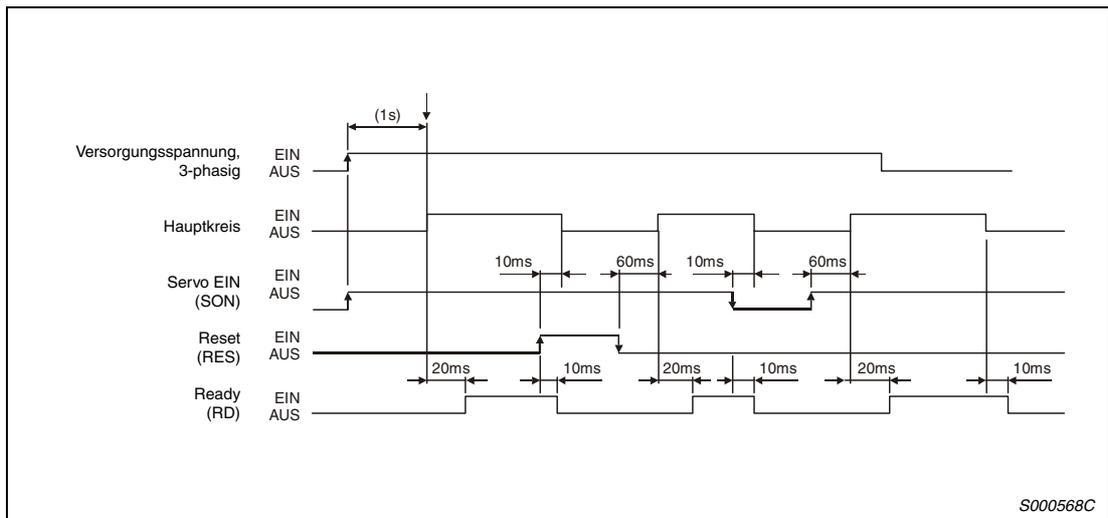 (1s)
Versorgungsspannung,
3-phasig
EIN
AUS
Hauptkreis
EIN
AUS
10ms
60ms
10ms
60ms
Servo EIN
(SON)
EIN
AUS
Reset
(RES)
EIN
AUS
20ms
10ms
20ms
10ms
20ms
10ms
Ready
(RD)
EIN
AUS
S000568C